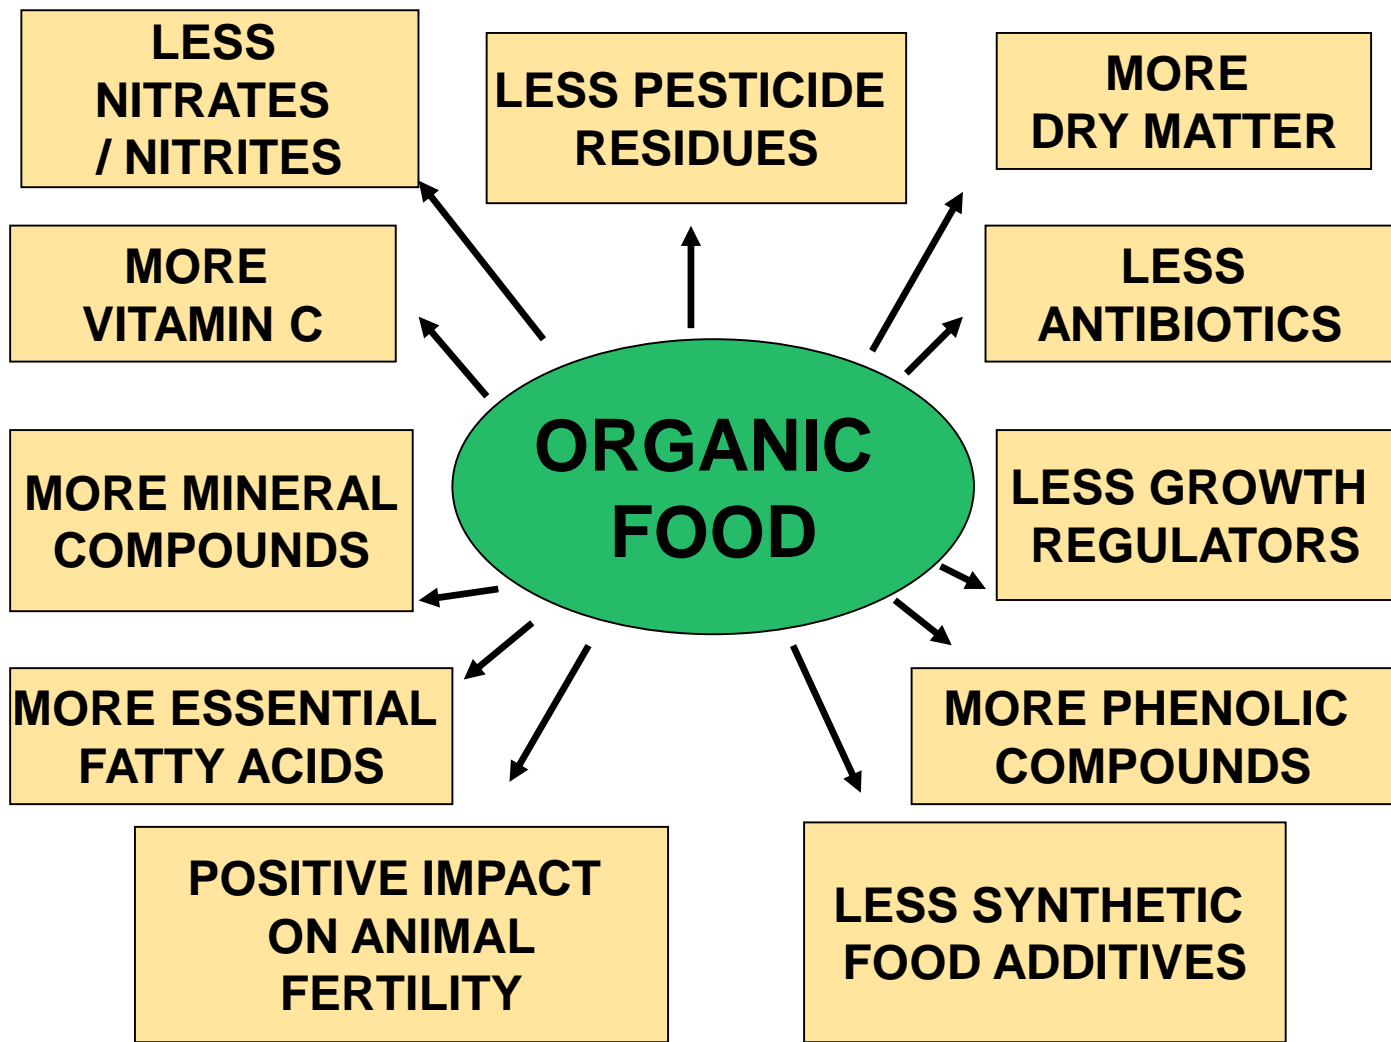 LESS
NITRATES
/ NITRITES
LESS PESTICIDE
RESIDUES
MORE
DRY MATTER
MORE
VITAMIN C
LESS
ANTIBIOTICS
ORGANIC
FOOD
MORE MINERAL
COMPOUNDS
LESS GROWTH
REGULATORS
MORE ESSENTIAL
FATTY ACIDS
MORE PHENOLIC
COMPOUNDS
POSITIVE IMPACT
ON ANIMAL
FERTILITY
LESS SYNTHETIC
FOOD ADDITIVES